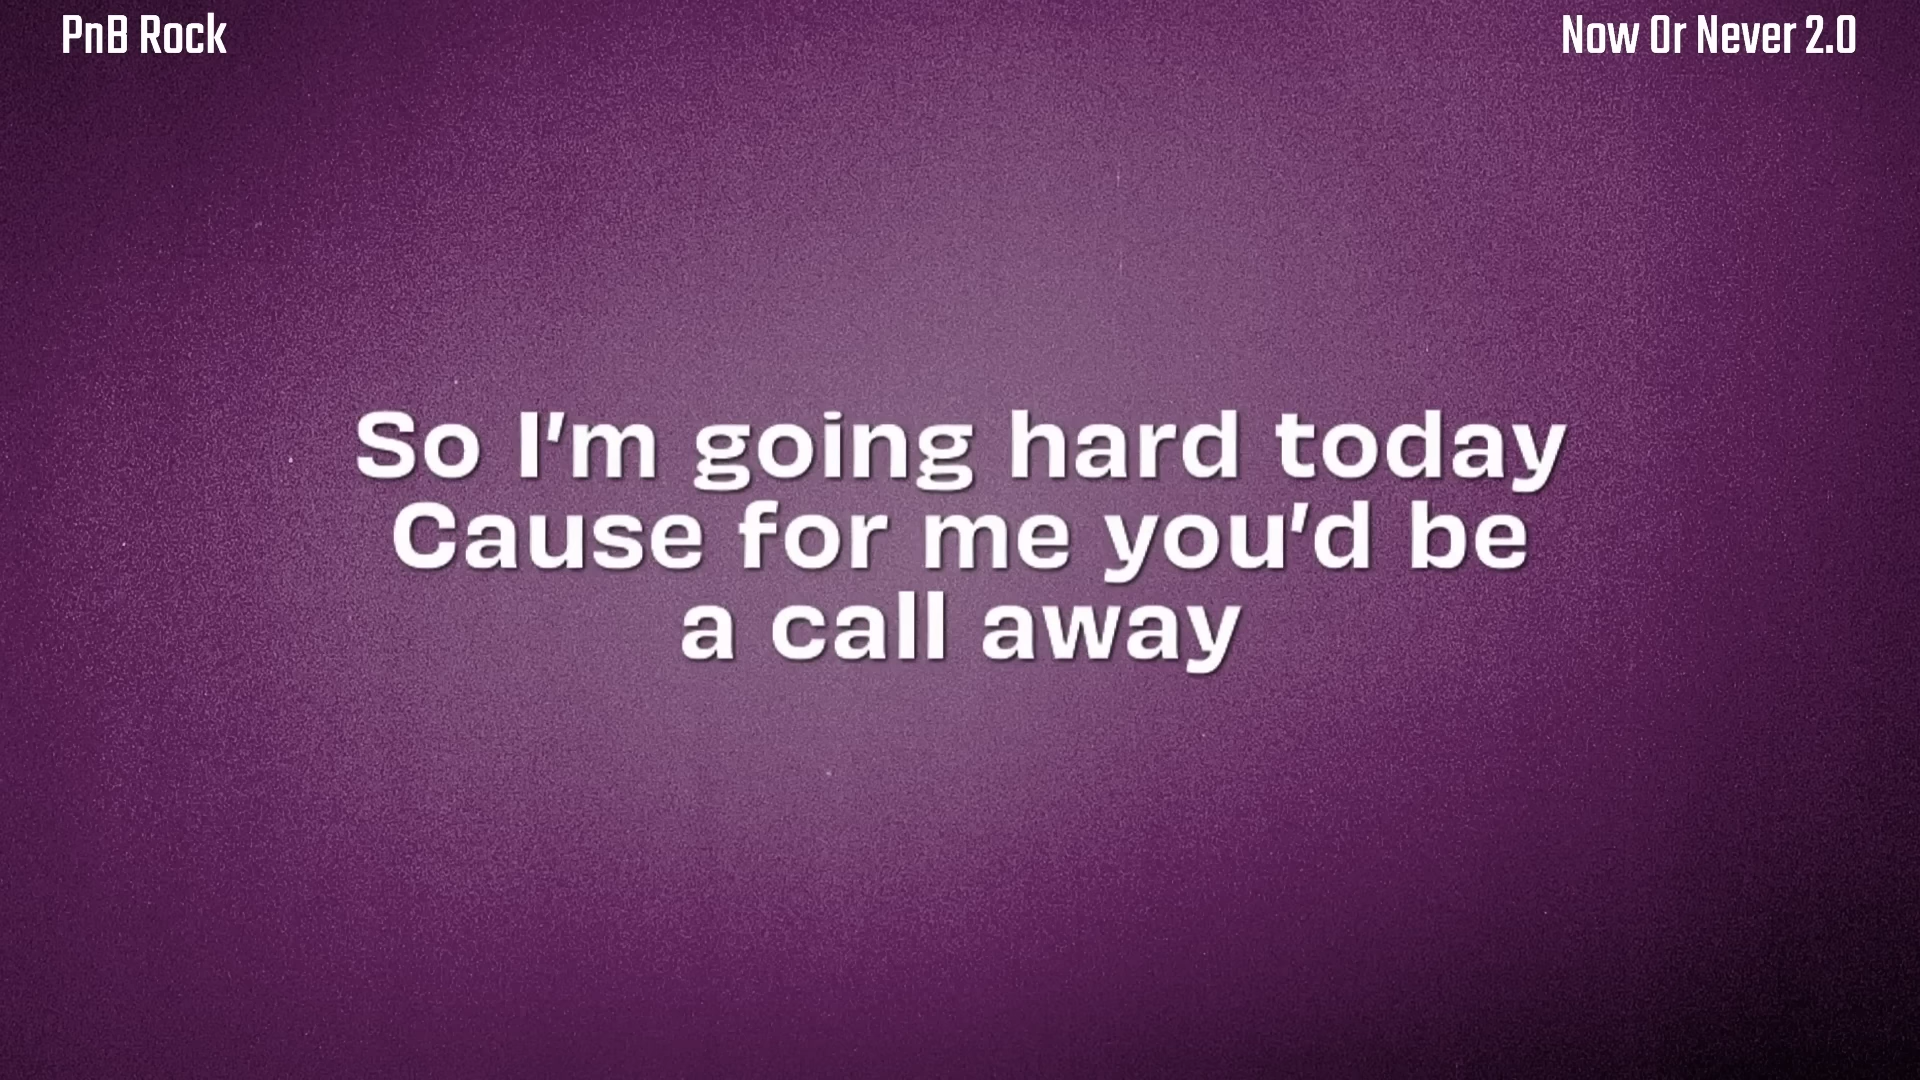 PnB Rock
Now Or Never 2.0
So I'm going hard today
Cause for me you'd be
a call away